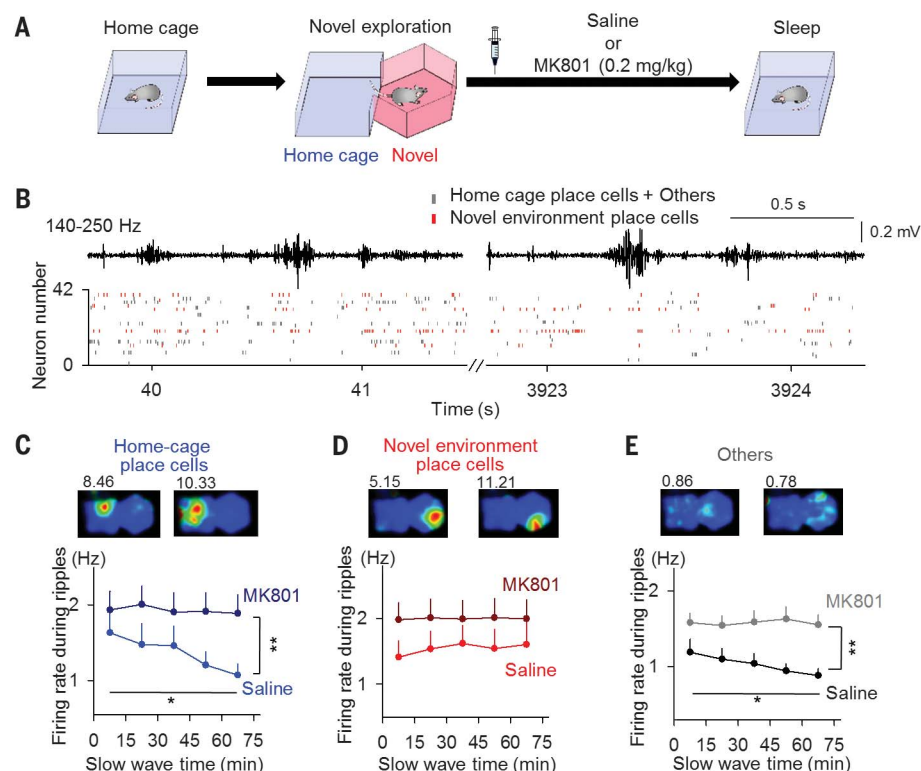 A
Home cage
Novel exploration
Saline
or
MK801 (0.2 mg/kg)
Sleep
Home cage
Novel
B
140-250 Hz
Home cage place cells + Others
Novel environment place cells
0.5 s
0.2 mV
Neuron number
42
0
40
41
3923
3924
Time (s)
C
Home-cage
place cells
8.46
10.33
(Hz)
Firing rate during ripples
2
1
MK801
**
Saline
*
0 15 30 45 60 75
Slow wave time (min)
D
Novel environment
place cells
5.15
11.21
(Hz)
Firing rate during ripples
2
1
MK801
Saline
0 15 30 45 60 75
Slow wave time (min)
E
Others
0.86
0.78
(Hz)
Firing rate during ripples
2
1
MK801
**
Saline
*
0 15 30 45 60 75
Slow wave time (min)